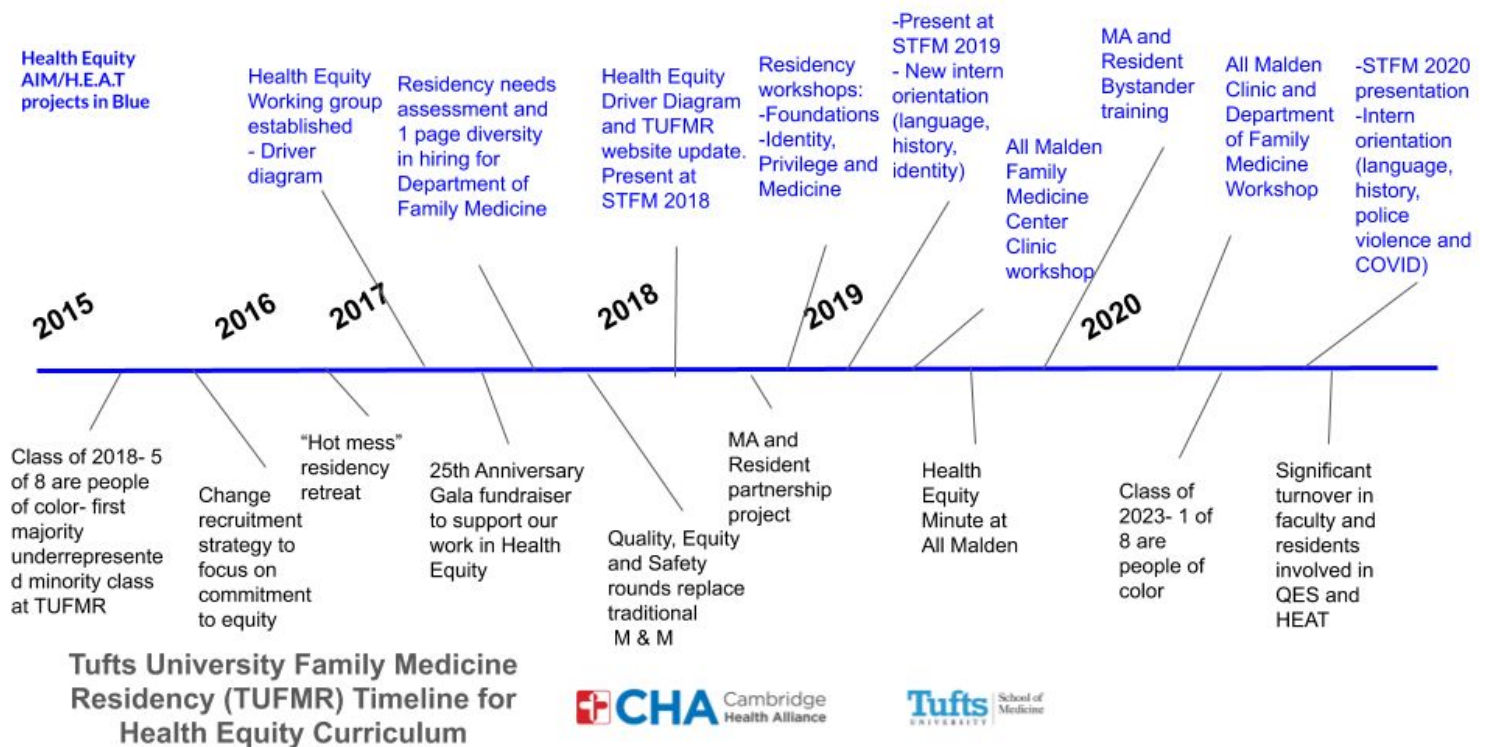 Health Equity
AIM/H.E.A.T
projects in Blue
Health Equity
Working group
established
- Driver
diagram
Residency needs
assessment and
1 page diversity
in hiring for
Department of
Family Medicine
Health Equity
Driver Diagram
and TUFMR
website update.
Present at
STFM 2018
Residency
workshops:
-Foundations
-Identity,
Privilege and
Medicine
-Present at
STFM 2019
- New intern
orientation
(language,
history,
identity)
All Malden
Family
Medicine
Center
Clinic
workshop
MA and
Resident
Bystander
training
All Malden
Clinic and
Department
of Family
Medicine
Workshop
-STFM 2020
presentation
-Intern
orientation
(language,
history,
police
violence and
COVID)
2015
2016
2017
2018
2019
2020
Class of 2018- 5
of 8 are people
of color- first
majority
underrepresente
d minority class
at TUFMR
Change
recruitment
strategy to
focus on
commitment
to equity
“Hot mess”
residency
retreat
25th Anniversary
Gala fundraiser
to support our
work in Health
Equity
Quality, Equity
and Safety
rounds replace
traditional
M & M
MA and
Resident
partnership
project
Health
Equity
Minute at
All Malden
Class of
2023- 1 of
8 are
people of
color
Significant
turnover in
faculty and
residents
involved in
QES and
HEAT
Tufts University Family Medicine
Residency (TUFMR) Timeline for
Health Equity Curriculum
CHA Cambridge
Health Alliance
Tufts
UNIVERSITY
School of
Medicine